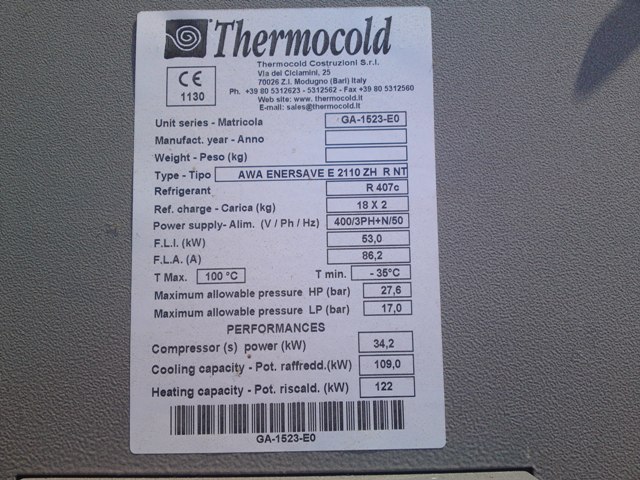 Thermocold
Thermocold Costruzioni S.r.l.
Via dei Ciclamini, 25
70026 Z.i. Modugno (Bari) Italy
Ph. +39 80 5312623 - 5312562 - Fax +39 80 5312560
Web site: www. thermocold.it
E-mail: sales@thermocold.it
CE
1130
Unit series - Matricola GA-1523-E0
Manufact. year - Anno
Weight - Peso (kg)
Type - Tipo AWA ENERSAVE E 2110 ZH R NT
Refrigerant R 407c
Ref. charge - Carica (kg) 18 X 2
Power supply- Alim. (V / Ph / Hz) 400/3PH+N/50
F.L.I. (kW) 53,0
F.L.A. (A) 86,2
T Max. 100 °C T min. - 35°C
Maximum allowable pressure HP (bar) 27,6
Maximum allowable pressure LP (bar) 17,0
PERFORMANCES
Compressor (s) power (kW) 34,2
Cooling capacity - Pot. raffredd.(kW) 109,0
Heating capacity - Pot. riscald. (kW) 122
GA-1523-E0